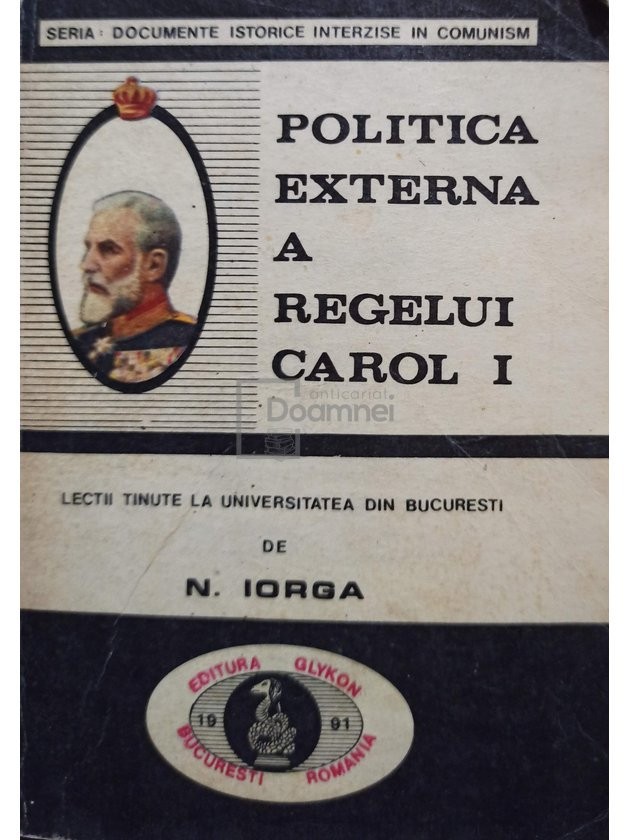 SERIA: DOCUMENTE ISTORICE INTERZISE IN COMUNISM
POLITICA
EXTERNA
A
REGELUI
CAROL I
anticariat
Doamnei
LECTII TINUTE LA UNIVERSITATEA DIN BUCURESTI
DE
N. IORGA
EDITURA GLYKON
19 91
BUCURESTI ROMANIA